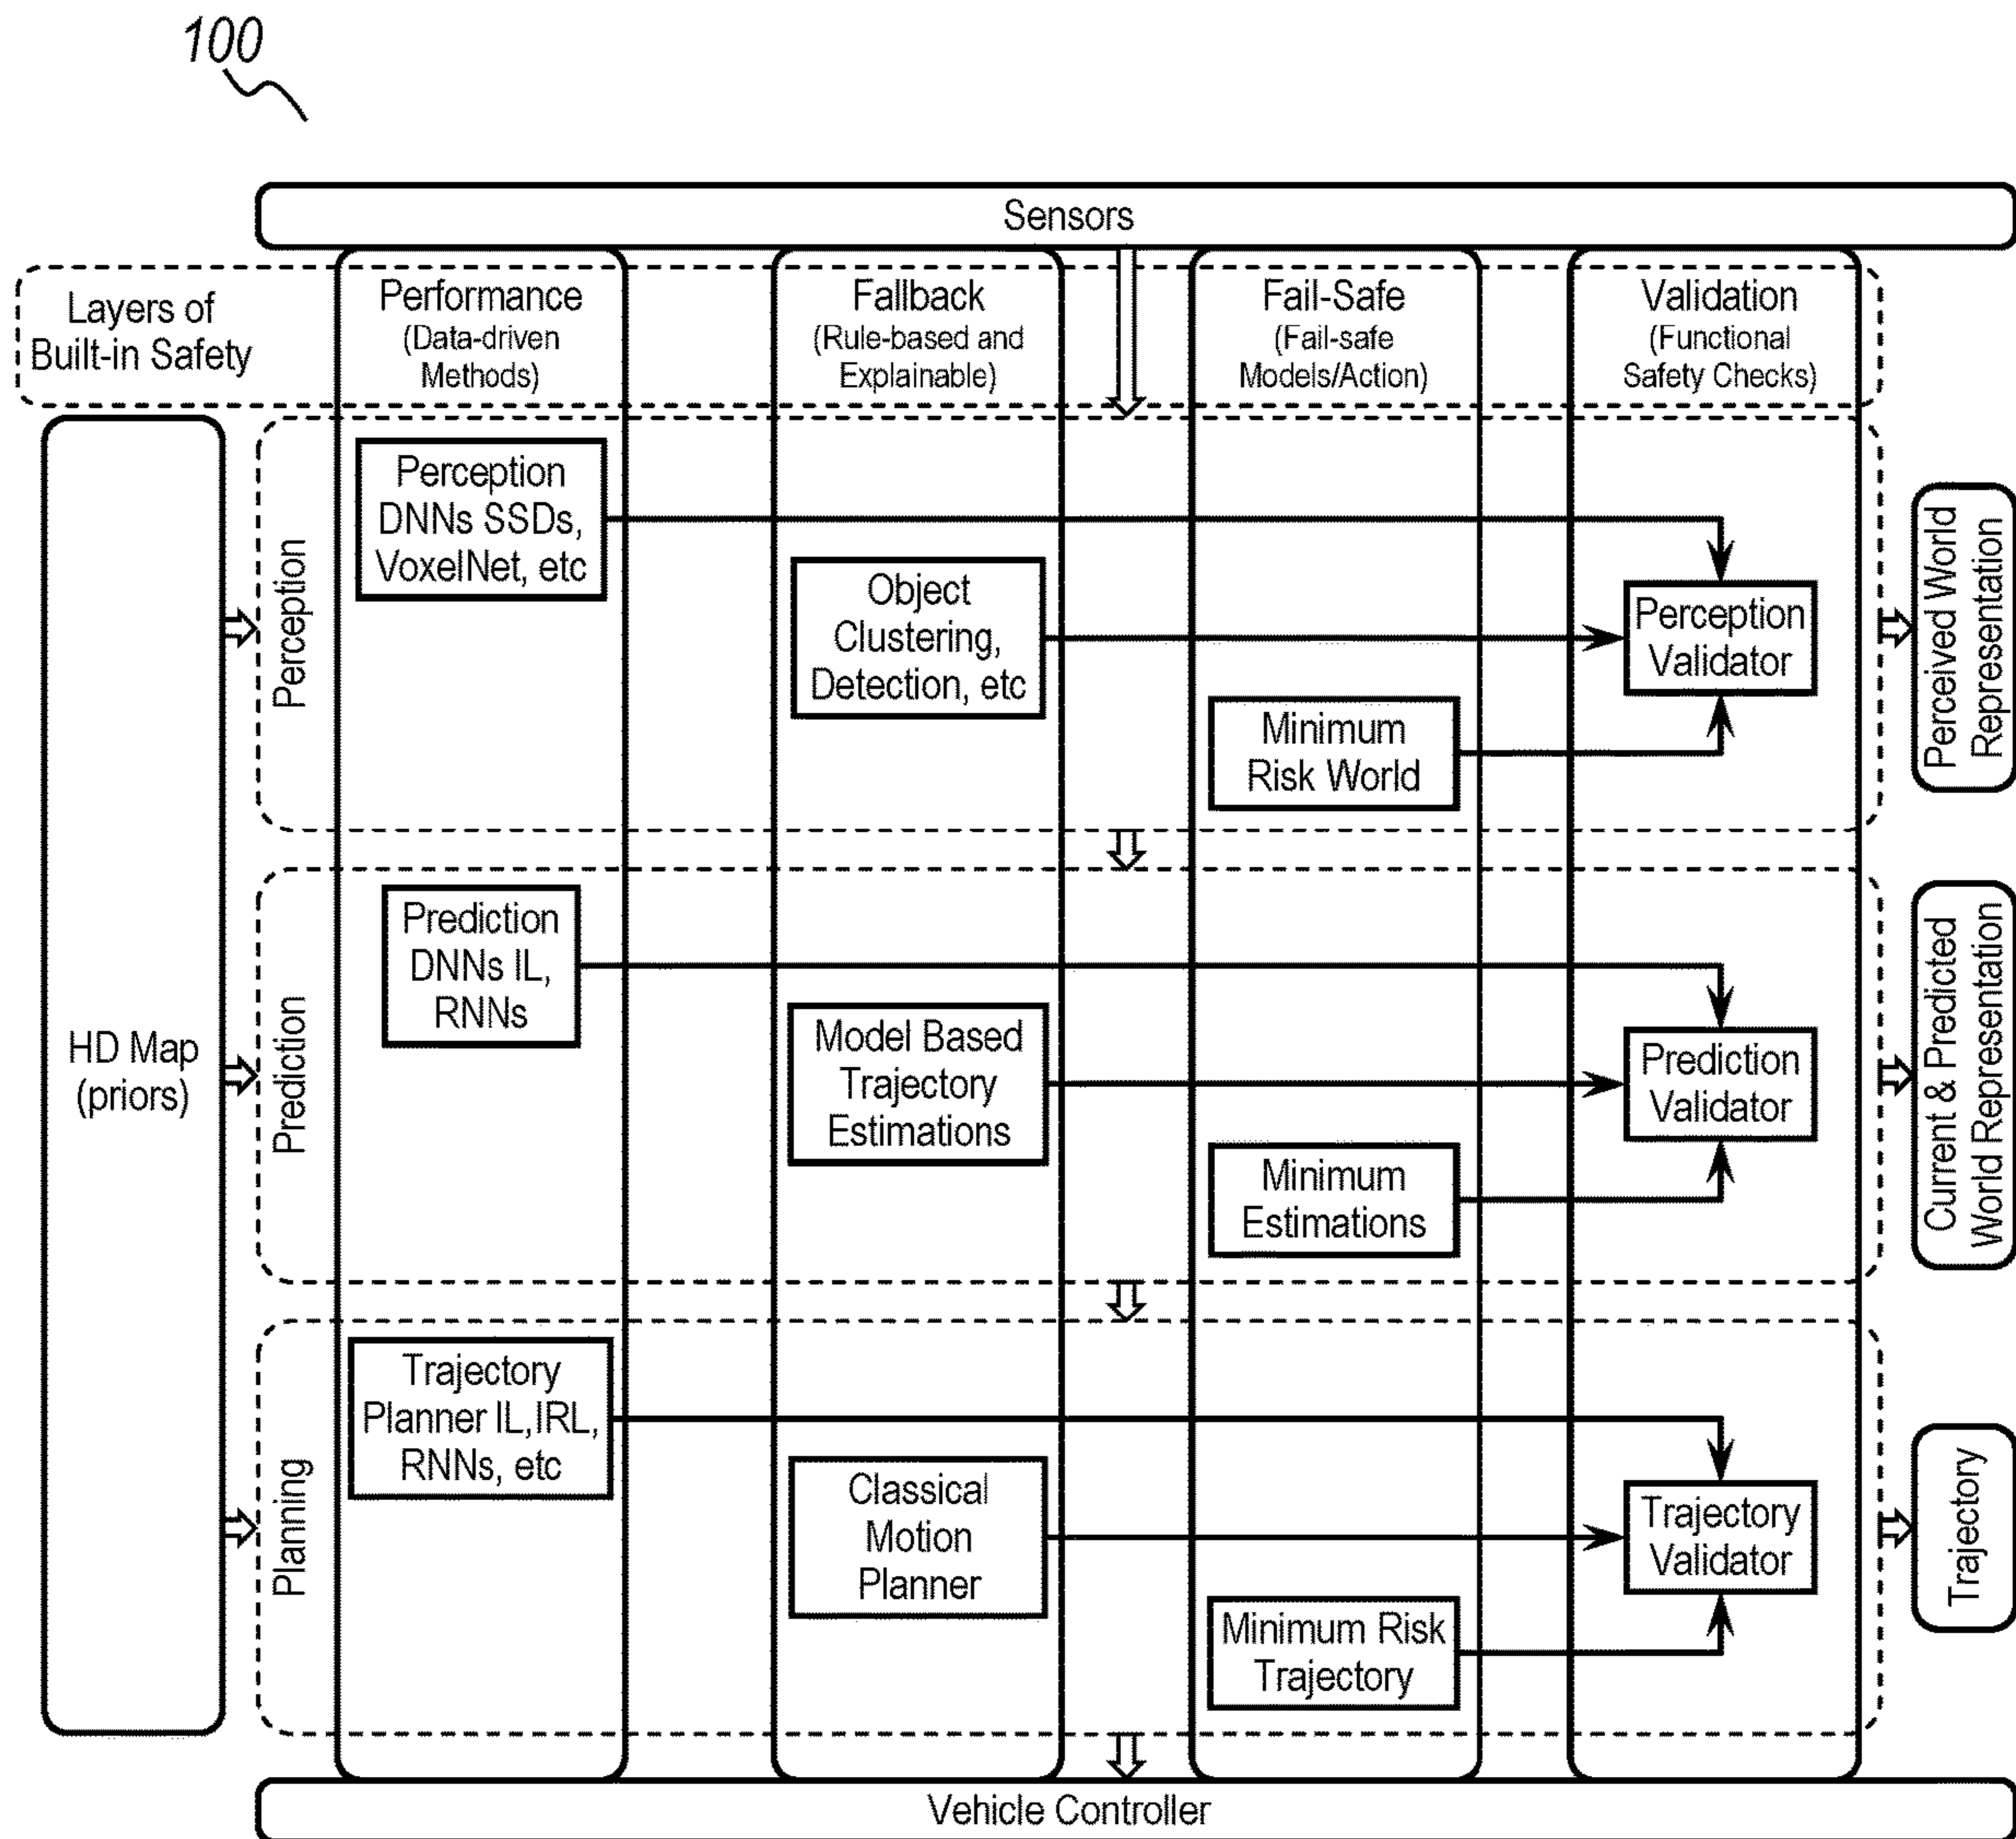 100
Sensors
Layers of
Built-in Safety
Performance
(Data-driven
Methods)
Fallback
(Rule-based and
Explainable)
Fail-Safe
(Fail-safe
Models/Action)
Validation
(Functional
Safety Checks)
HD Map
(priors)
Perception
Perception
DNNs SSDs,
VoxelNet, etc
Object
Clustering,
Detection, etc
Minimum
Risk World
Perception
Validator
Perceived World
Representation
Prediction
Prediction
DNNs IL,
RNNs
Model Based
Trajectory
Estimations
Minimum
Estimations
Prediction
Validator
Current & Predicted
World Representation
Planning
Trajectory
Planner IL,IRL,
RNNs, etc
Classical
Motion
Planner
Minimum Risk
Trajectory
Trajectory
Validator
Trajectory
Vehicle Controller